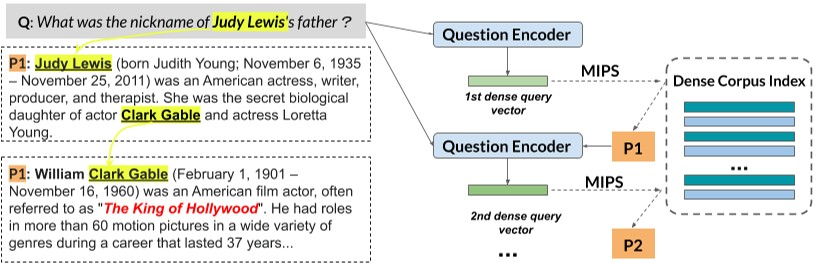 Q: What was the nickname of Judy Lewis's father ?
P1: Judy Lewis (born Judith Young; November 6, 1935
– November 25, 2011) was an American actress, writer,
producer, and therapist. She was the secret biological
daughter of actor Clark Gable and actress Loretta
Young.
P1: William Clark Gable (February 1, 1901 –
November 16, 1960) was an American film actor, often
referred to as "The King of Hollywood". He had roles
in more than 60 motion pictures in a wide variety of
genres during a career that lasted 37 years...
Question Encoder
MIPS
1st dense query
vector
Question Encoder
P1
MIPS
2nd dense query
vector
...
P2
Dense Corpus Index
...